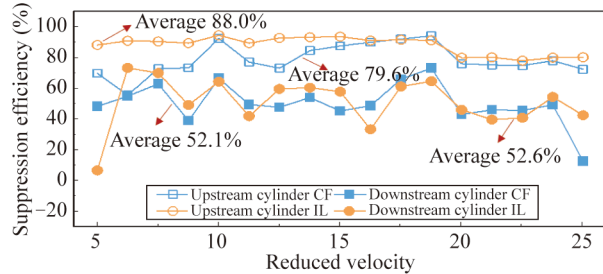 Suppression efficiency (%)
100
80
60
40
20
0
−20
Average 88.0%
Average 79.6%
Average 52.1%
Average 52.6%
Upstream cylinder CF
Downstream cylinder CF
Upstream cylinder IL
Downstream cylinder IL
5
10
15
20
25
Reduced velocity